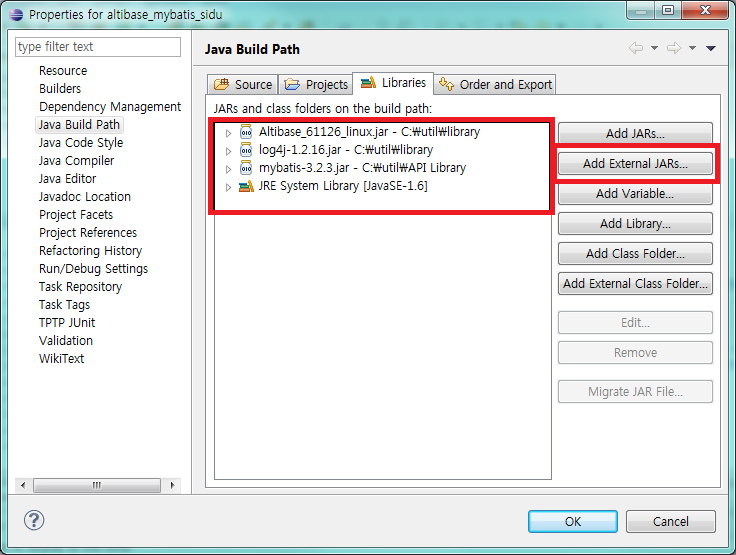 Properties for altibase_mybatis_sidu
type filter text
Resource
Builders
Dependency Management
Java Build Path
Java Code Style
Java Compiler
Java Editor
Javadoc Location
Project Facets
Project References
Refactoring History
Run/Debug Settings
Task Repository
Task Tags
TPTP JUnit
Validation
WikiText
Java Build Path
Source
Projects
Libraries
Order and Export
JARs and class folders on the build path:
Altibase_61126_linux.jar - C:₩util₩library
log4j-1.2.16.jar - C:₩util₩library
mybatis-3.2.3.jar - C:₩util₩API Library
JRE System Library [JavaSE-1.6]
Add JARs...
Add External JARs...
Add Variable...
Add Library...
Add Class Folder...
Add External Class Folder...
Edit...
Remove
Migrate JAR File...
OK
Cancel